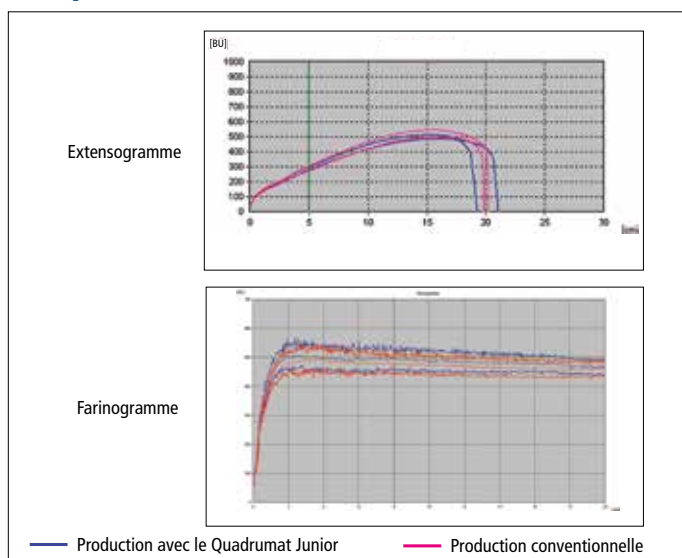 [BU]
1000
900
800
700
600
500
400
300
200
100
0
0 5 10 15 20 25 30
[cm]
Extensogramme
Farinogramme
Production avec le Quadrumat Junior
Production conventionnelle